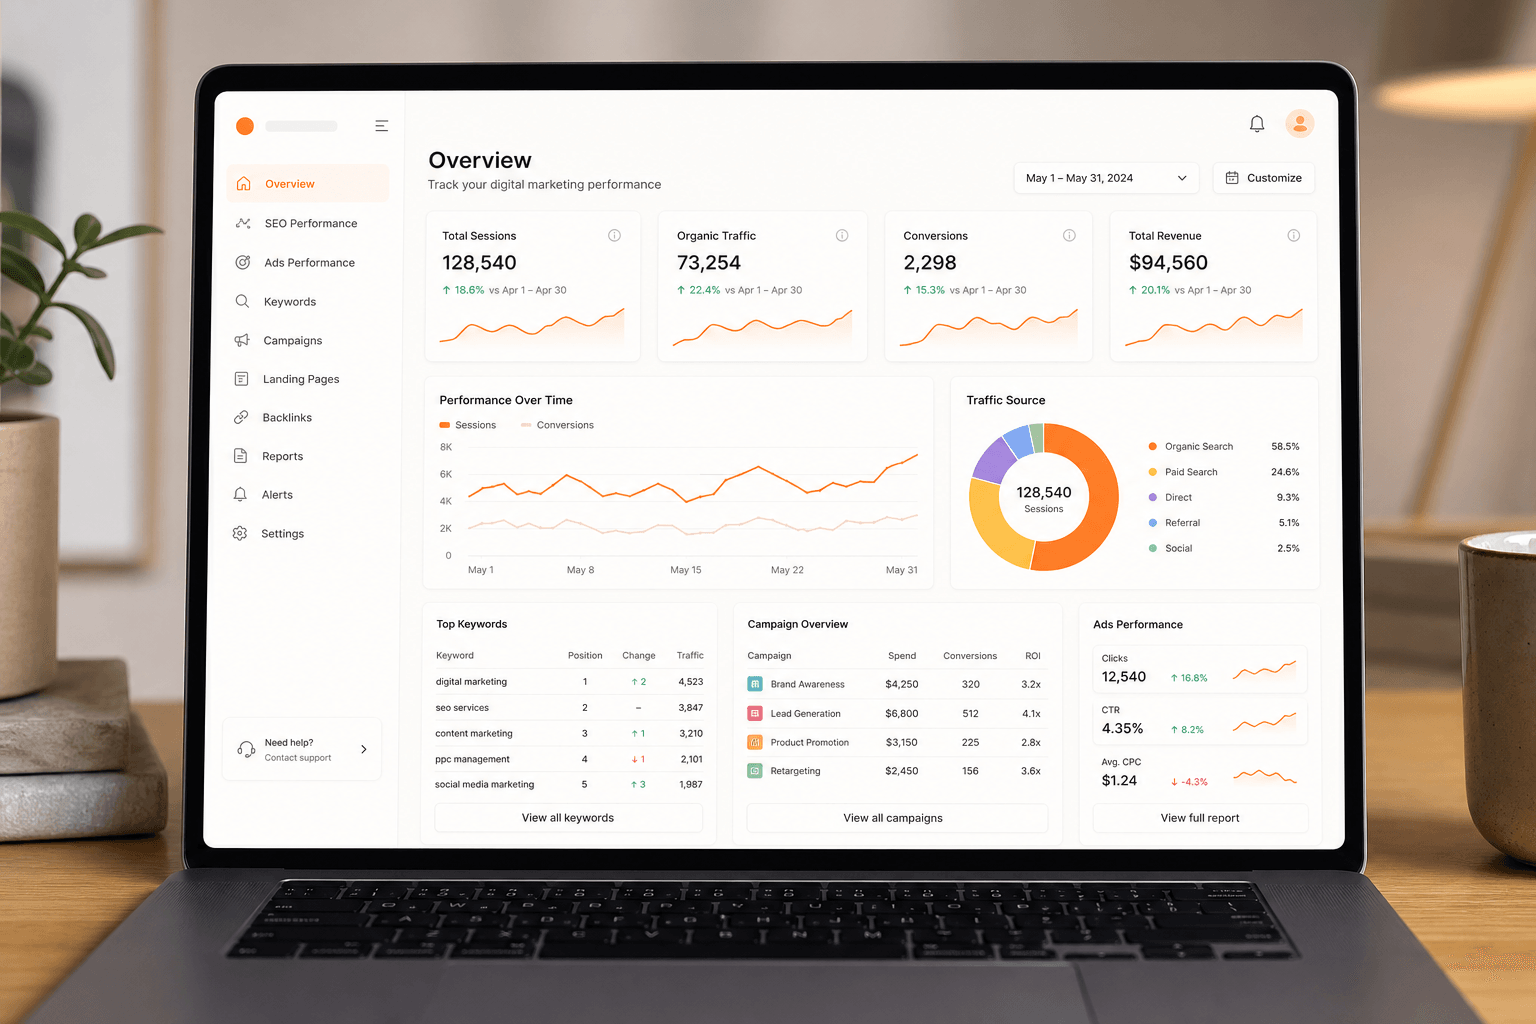 Overview
Track your digital marketing performance
May 1 – May 31, 2024
Customize
Overview
SEO Performance
Ads Performance
Keywords
Campaigns
Landing Pages
Backlinks
Reports
Alerts
Settings
Need help?
Contact support
Total Sessions
128,540
↑ 18.6% vs Apr 1 – Apr 30
Organic Traffic
73,254
↑ 22.4% vs Apr 1 – Apr 30
Conversions
2,298
↑ 15.3% vs Apr 1 – Apr 30
Total Revenue
$94,560
↑ 20.1% vs Apr 1 – Apr 30
Performance Over Time
Sessions Conversions
8K
6K
4K
2K
0
May 1 May 8 May 15 May 22 May 31
Traffic Source
128,540
Sessions
Organic Search 58.5%
Paid Search 24.6%
Direct 9.3%
Referral 5.1%
Social 2.5%
Top Keywords
Keyword Position Change Traffic
digital marketing 1 ↑ 2 4,523
seo services 2 – 3,847
content marketing 3 ↑ 1 3,210
ppc management 4 ↓ 1 2,101
social media marketing 5 ↑ 3 1,987
View all keywords
Campaign Overview
Campaign Spend Conversions ROI
Brand Awareness $4,250 320 3.2x
Lead Generation $6,800 512 4.1x
Product Promotion $3,150 225 2.8x
Retargeting $2,450 156 3.6x
View all campaigns
Ads Performance
Clicks
12,540 ↑ 16.8%
CTR
4.35% ↑ 8.2%
Avg. CPC
$1.24 ↓ -4.3%
View full report